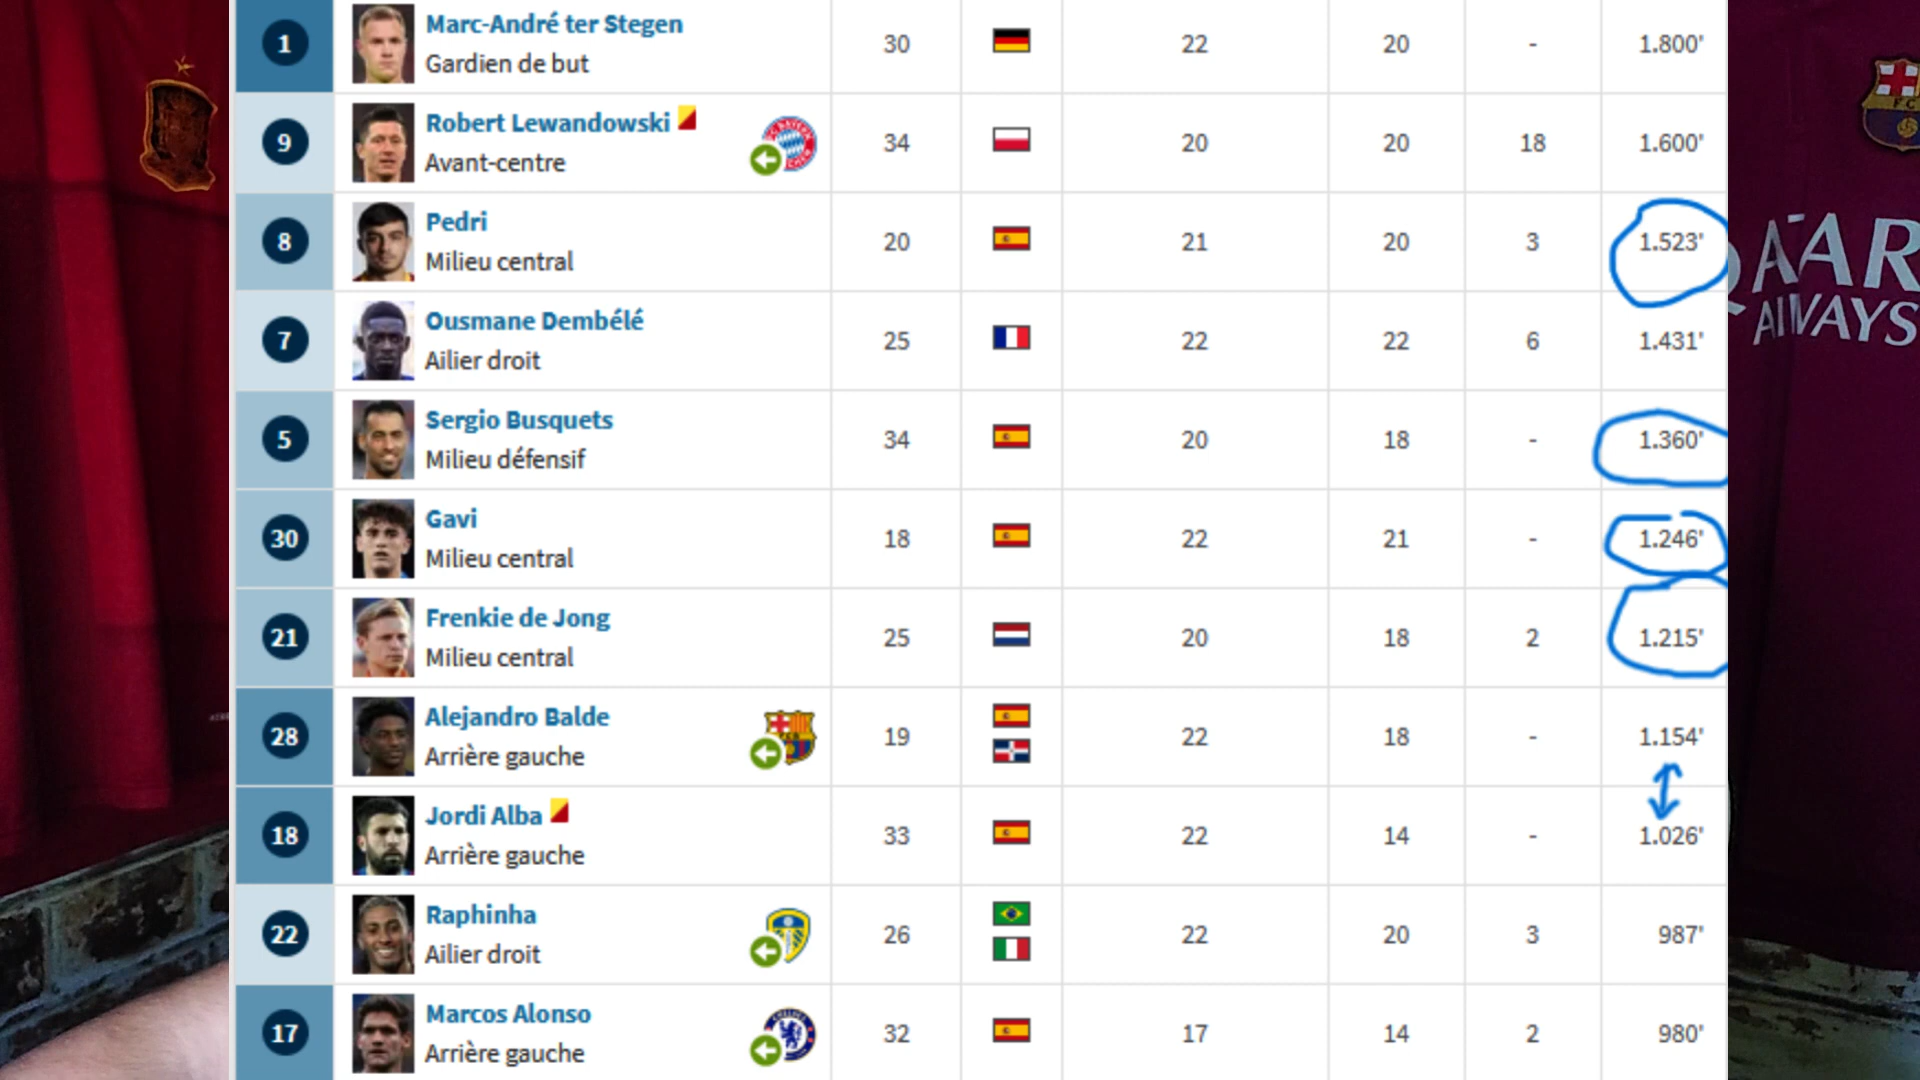 1 Marc-André ter Stegen 30 22 20 - 1.800'
Gardien de but
9 Robert Lewandowski 34 20 20 18 1.600'
Avant-centre
8 Pedri 20 21 20 3 1.523'
Milieu central
7 Ousmane Dembélé 25 22 22 6 1.431'
Ailier droit
5 Sergio Busquets 34 20 18 - 1.360'
Milieu défensif
30 Gavi 18 22 21 - 1.246'
Milieu central
21 Frenkie de Jong 25 20 18 2 1.215'
Milieu central
28 Alejandro Balde 19 22 18 - 1.154'
Arrière gauche
18 Jordi Alba 33 22 14 - 1.026'
Arrière gauche
22 Raphinha 26 22 20 3 987'
Ailier droit
17 Marcos Alonso 32 17 14 2 980'
Arrière gauche